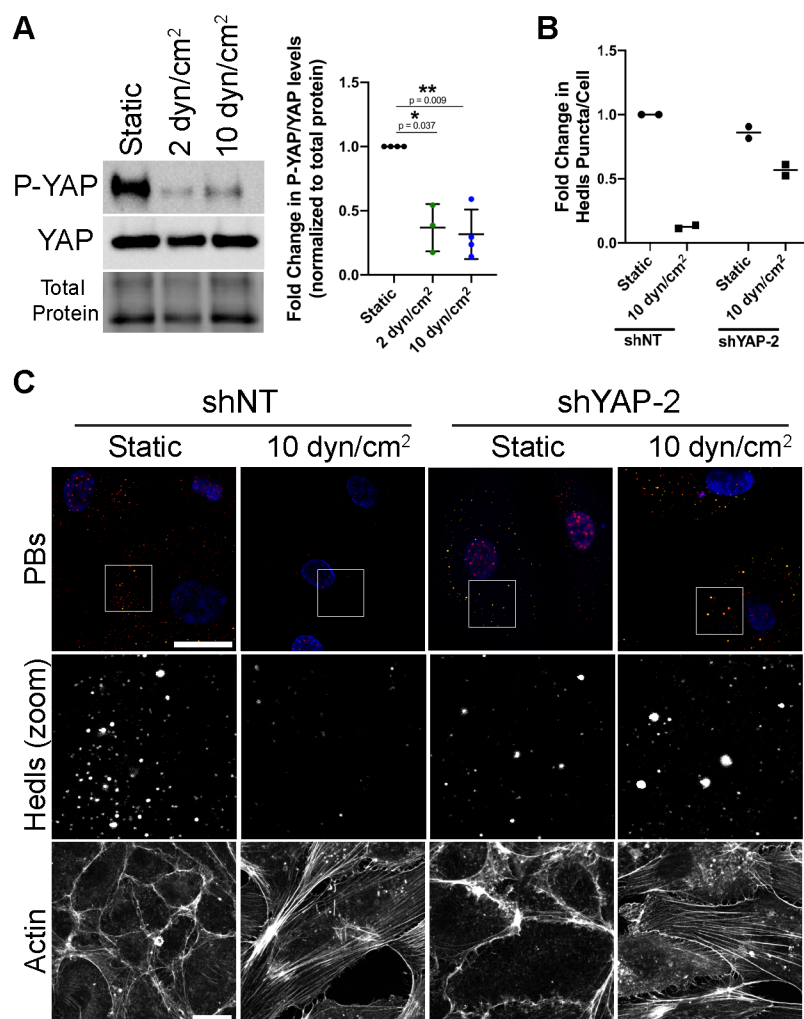 A
Static
2 dyn/cm²
10 dyn/cm²
P-YAP
YAP
Total
Protein
Fold Change in P-YAP/YAP levels
(normalized to total protein)
1.5
1.0
0.5
0.0
**
p = 0.009
*
p = 0.037
Static
2 dyn/cm²
10 dyn/cm²
B
Fold Change in
Hedls Puncta/Cell
1.5
1.0
0.5
0.0
Static
10 dyn/cm²
Static
10 dyn/cm²
shNT
shYAP-2
C
shNT
shYAP-2
Static
10 dyn/cm²
Static
10 dyn/cm²
PBs
Hedls (zoom)
Actin